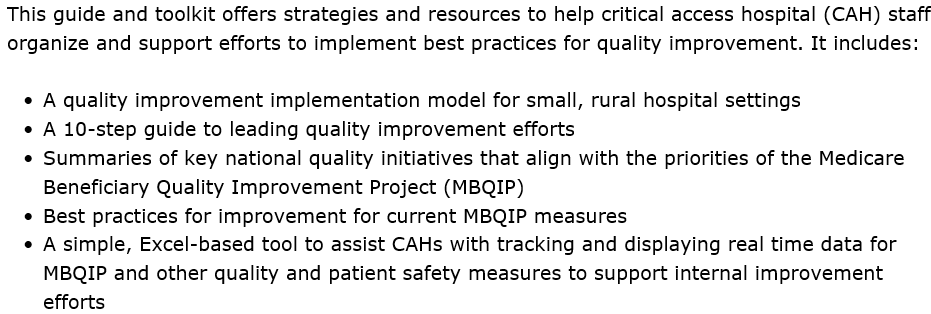 This guide and toolkit offers strategies and resources to help critical access hospital (CAH) staff
organize and support efforts to implement best practices for quality improvement. It includes:
• A quality improvement implementation model for small, rural hospital settings
• A 10-step guide to leading quality improvement efforts
• Summaries of key national quality initiatives that align with the priorities of the Medicare
Beneficiary Quality Improvement Project (MBQIP)
• Best practices for improvement for current MBQIP measures
• A simple, Excel-based tool to assist CAHs with tracking and displaying real time data for
MBQIP and other quality and patient safety measures to support internal improvement
efforts